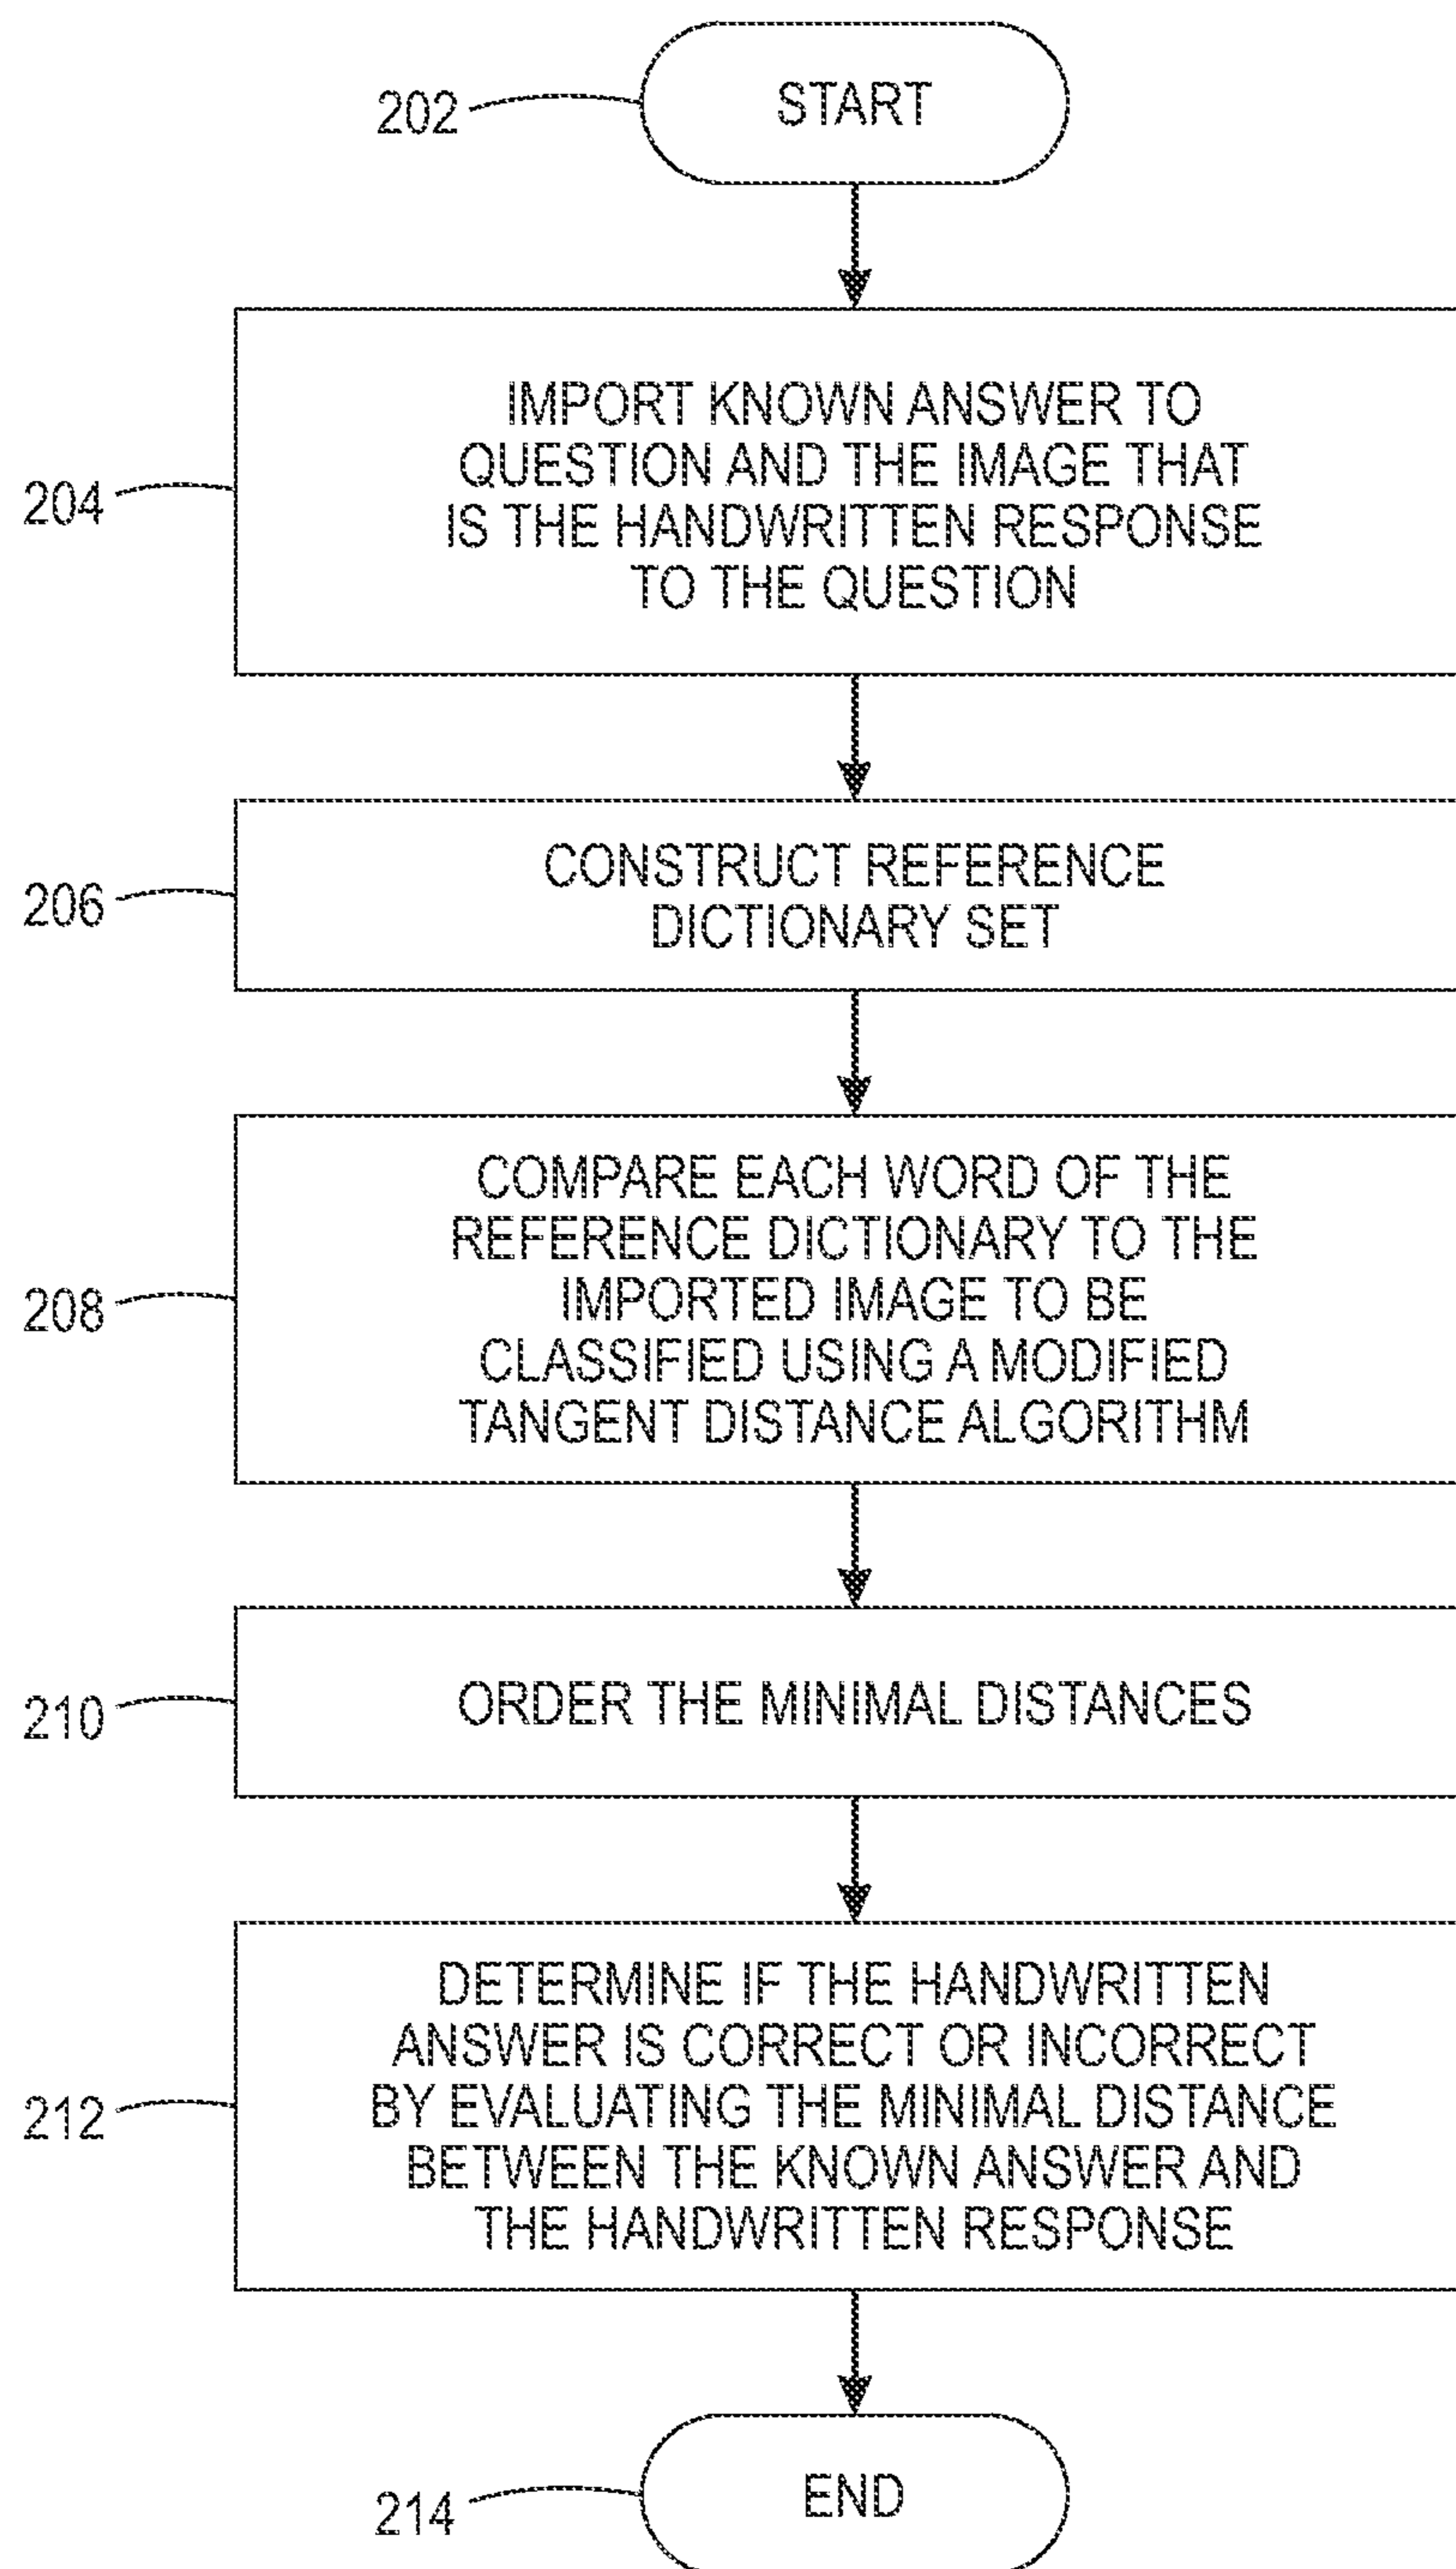 202
START
204
IMPORT KNOWN ANSWER TO
QUESTION AND THE IMAGE THAT
IS THE HANDWRITTEN RESPONSE
TO THE QUESTION
206
CONSTRUCT REFERENCE
DICTIONARY SET
208
COMPARE EACH WORD OF THE
REFERENCE DICTIONARY TO THE
IMPORTED IMAGE TO BE
CLASSIFIED USING A MODIFIED
TANGENT DISTANCE ALGORITHM
210
ORDER THE MINIMAL DISTANCES
212
DETERMINE IF THE HANDWRITTEN
ANSWER IS CORRECT OR INCORRECT
BY EVALUATING THE MINIMAL DISTANCE
BETWEEN THE KNOWN ANSWER AND
THE HANDWRITTEN RESPONSE
214
END